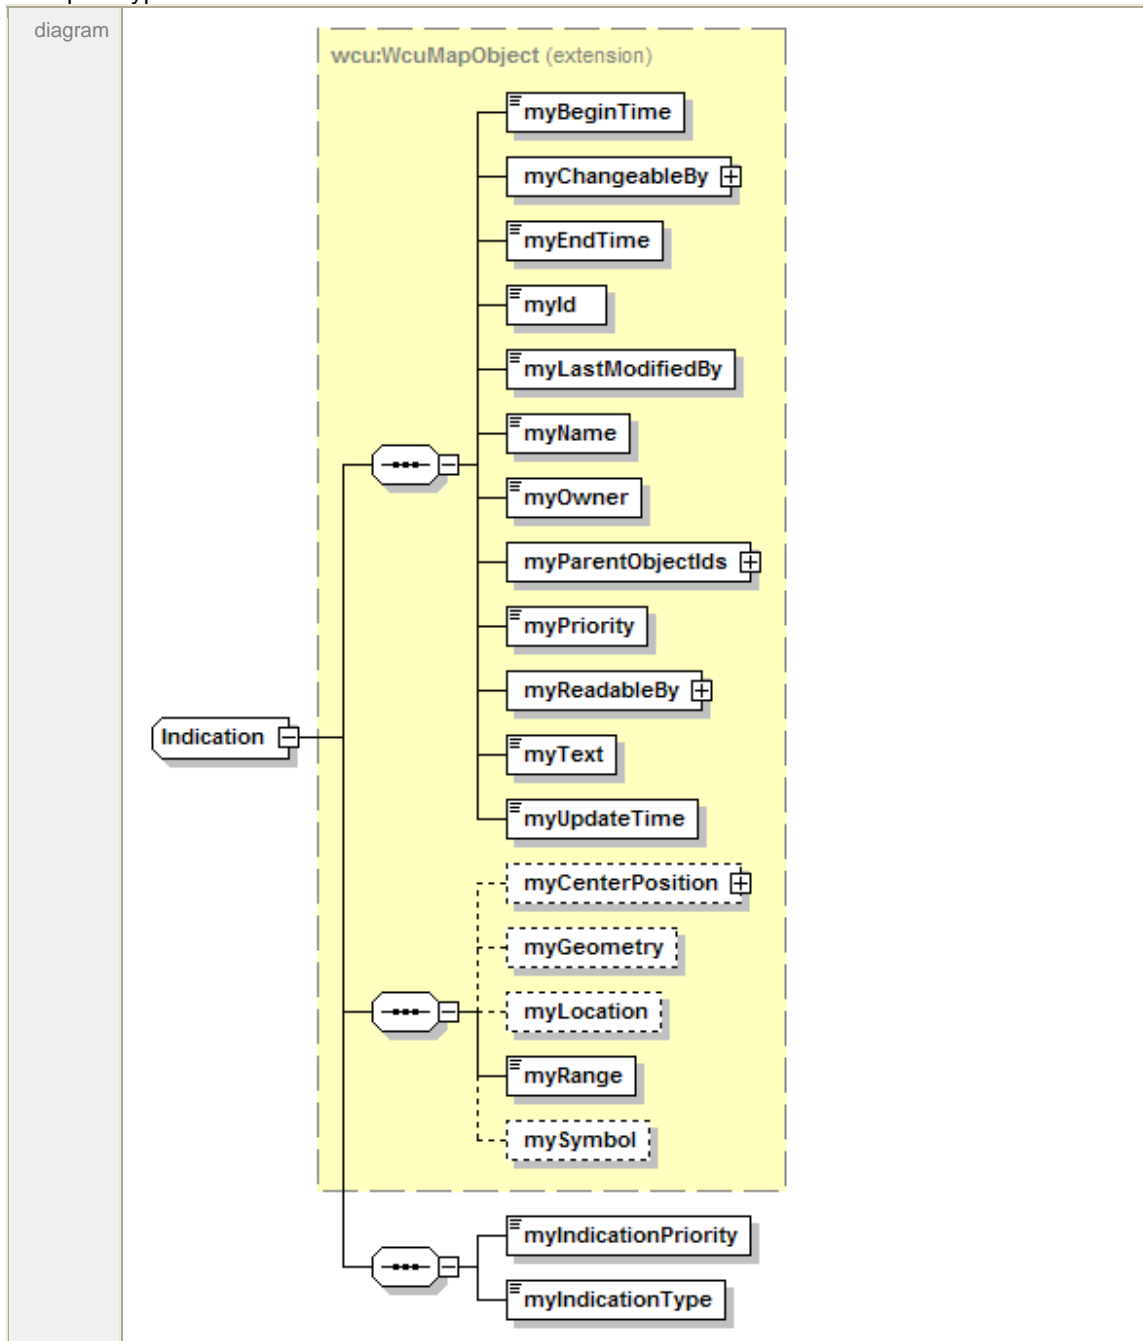 diagram
wcu:WcuMapObject (extension)
myBeginTime
myChangeableBy
myEndTime
myId
myLastModifiedBy
myName
myOwner
myParentObjectIds
myPriority
myReadableBy
Indication
myText
myUpdateTime
myCenterPosition
myGeometry
myLocation
myRange
mySymbol
myIndicationPriority
myIndicationType